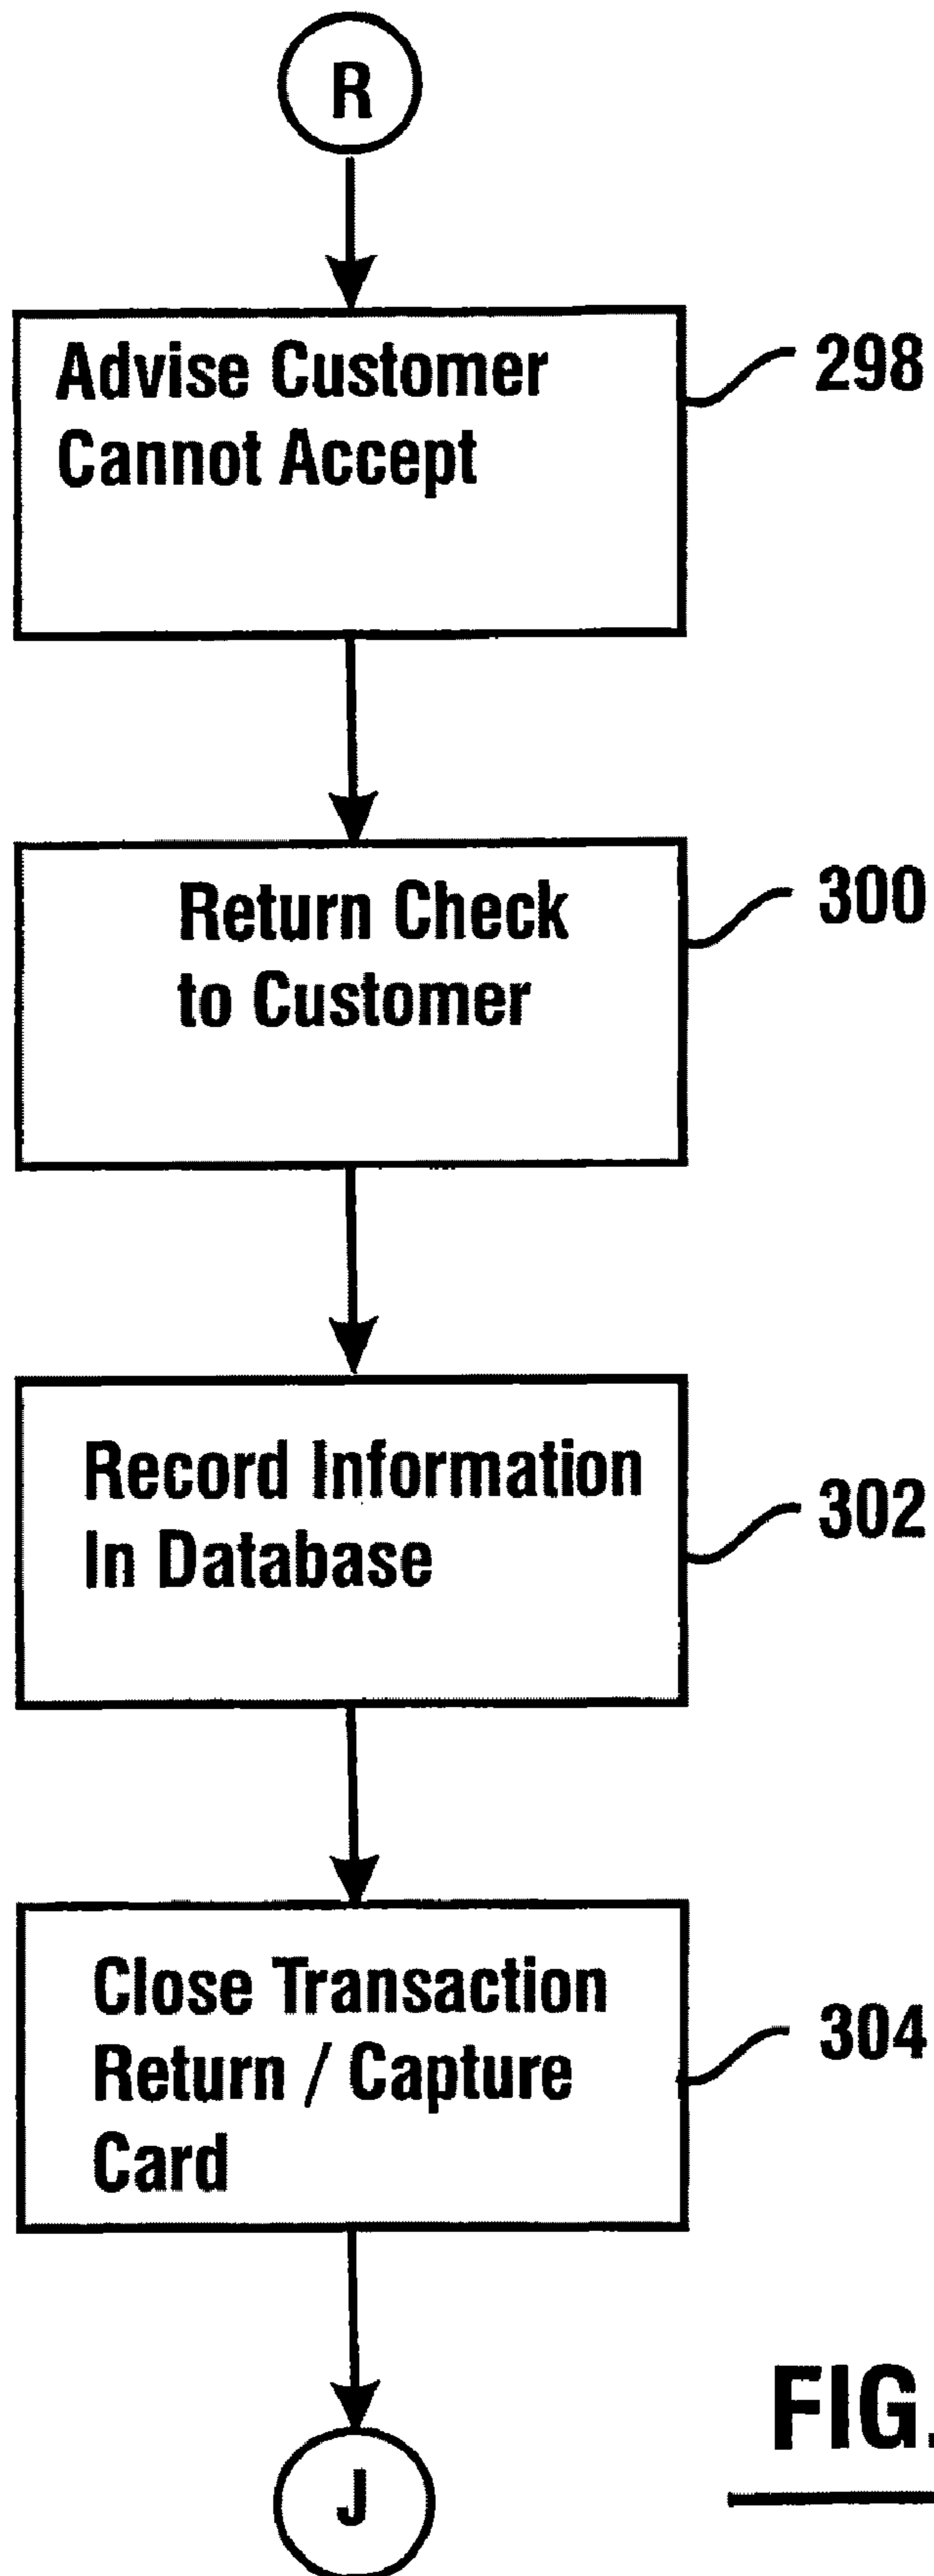 R
Advise Customer
Cannot Accept
298
Return Check
to Customer
300
Record Information
In Database
302
Close Transaction
Return / Capture
Card
304
FIG.
J